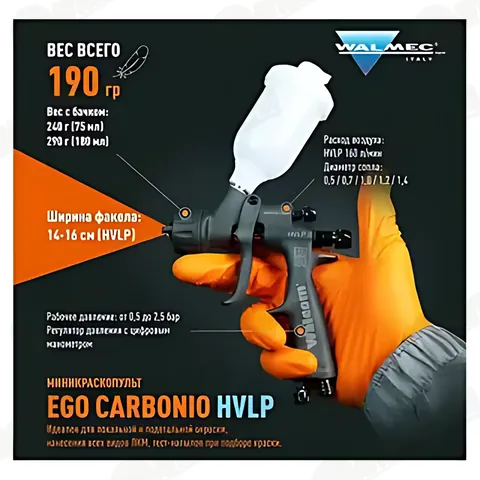 ВЕС ВСЕГО
190 гр
Вес с бачком:
240 г (75 мл)
290 г (180 мл)
WALMEC
ITALY
Расход воздуха:
HVLP 160 л/мин
Диаметр сопла:
0,5 / 0,7 / 1,0 / 1,2 / 1,4
Ширина факола:
14-16 см (HVLP)
walcom
Рабочее давление: от 0,5 до 2,5 бар
Регулятор давления с цифровым
манометром
МИНИКРАСКОПУЛЬТ
EGO CARBONIO HVLP
Идеален для локальной и подетальной окраски,
нанесения всех видов ЛКМ, тест-напылов при подборе краски.